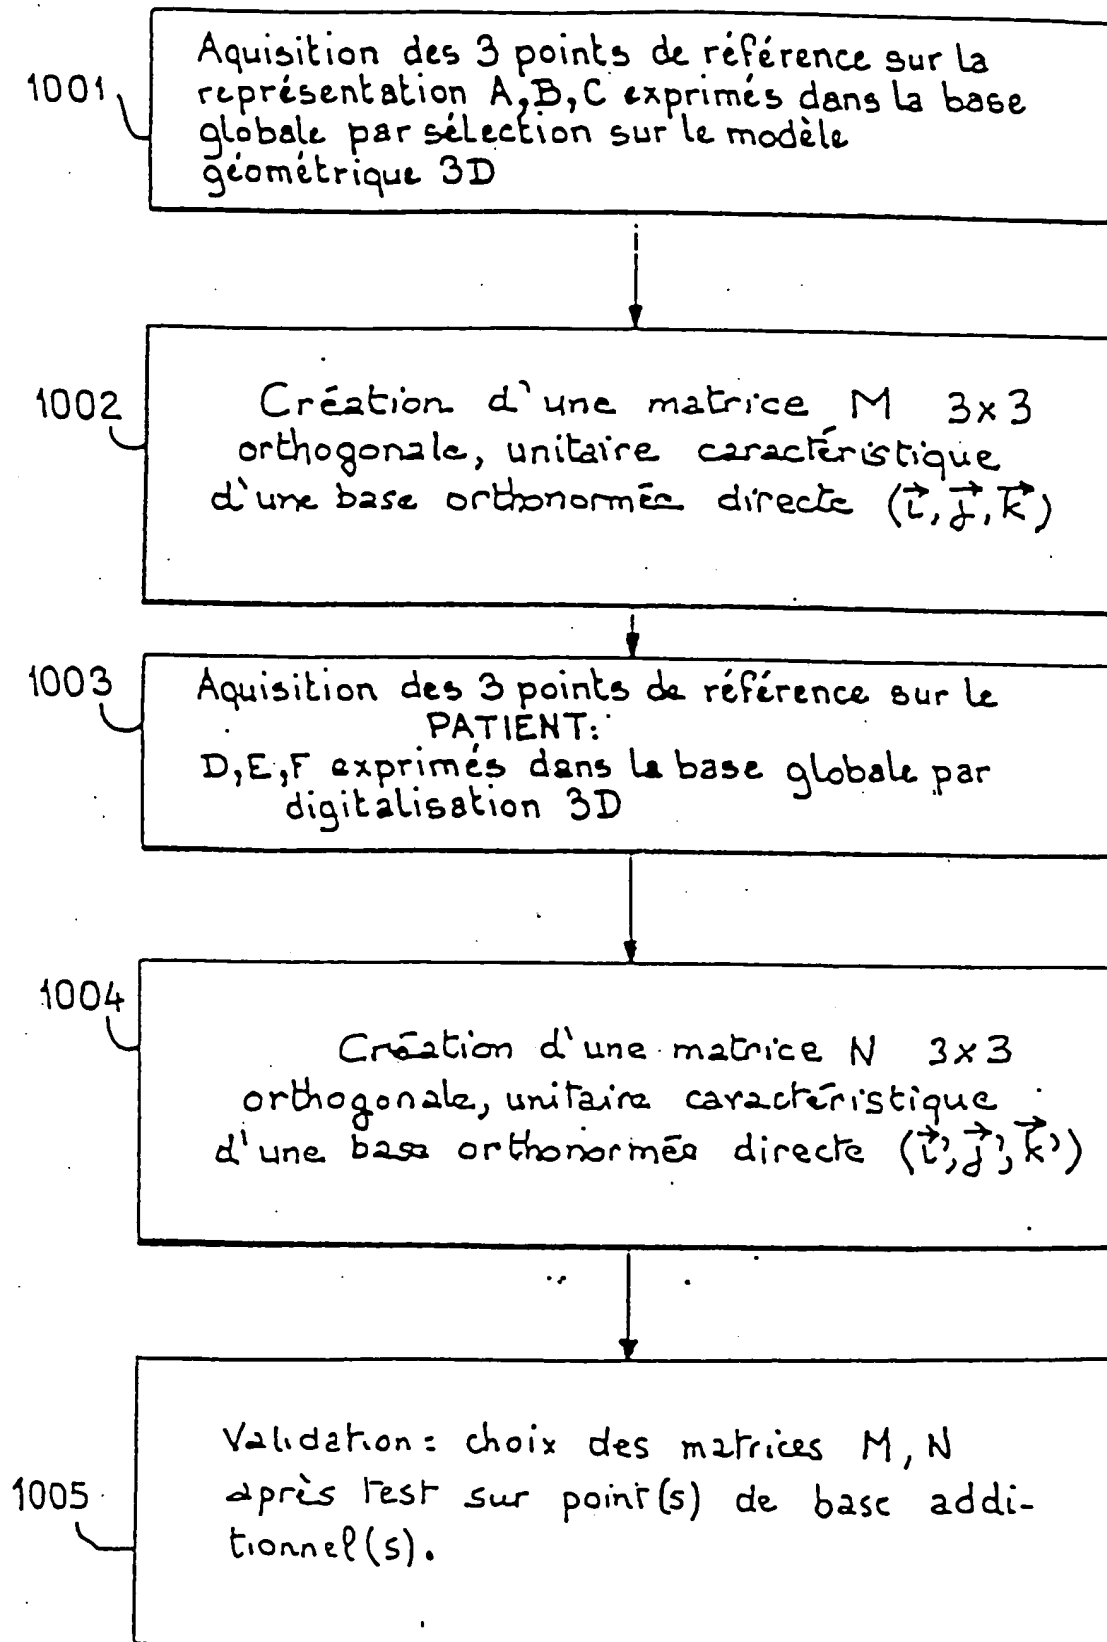 1001
Aquisition des 3 points de référence sur la
représentation A,B,C exprimés dans la base
globale par sélection sur le modèle
géométrique 3D
1002
Création d'une matrice M 3x3
orthogonale, unitaire caractéristique
d'une base orthonormée directe (i⃗, j⃗, k⃗)
1003
Aquisition des 3 points de référence sur le
PATIENT:
D,E,F exprimés dans la base globale par
digitalisation 3D
1004
Création d'une matrice N 3x3
orthogonale, unitaire caractéristique
d'une base orthonormée directe (i⃗', j⃗', k⃗')
1005
Validation: choix des matrices M, N
après test sur point(s) de base addi-
tionnel(s).